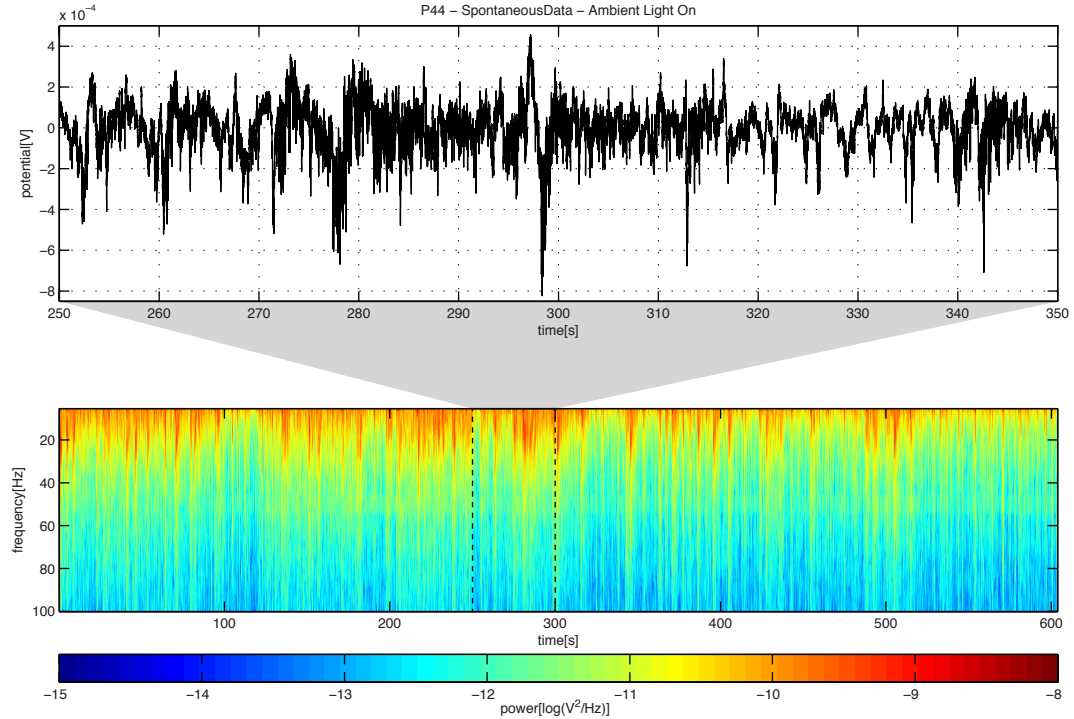 P44 − SpontaneousData − Ambient Light On
x 10⁻⁴
4
2
0
−2
−4
−6
−8
potential[V]
250 260 270 280 290 300 310 320 330 340 350
time[s]
20
40
60
80
100
frequency[Hz]
100 200 300 400 500 600
time[s]
−15 −14 −13 −12 −11 −10 −9 −8
power[log(V²/Hz)]